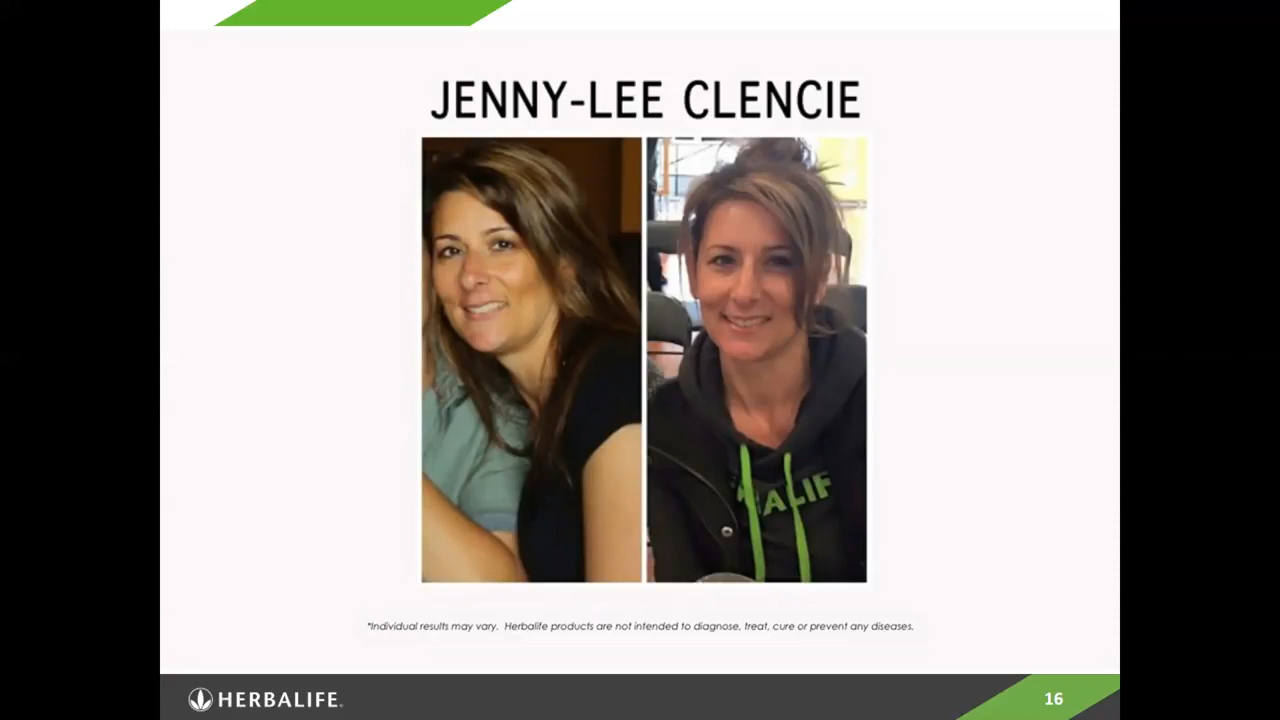 JENNY-LEE CLENCIE
ALIF
*Individual results may vary. Herbalife products are not intended to diagnose, treat, cure or prevent any diseases.
HERBALIFE.
16